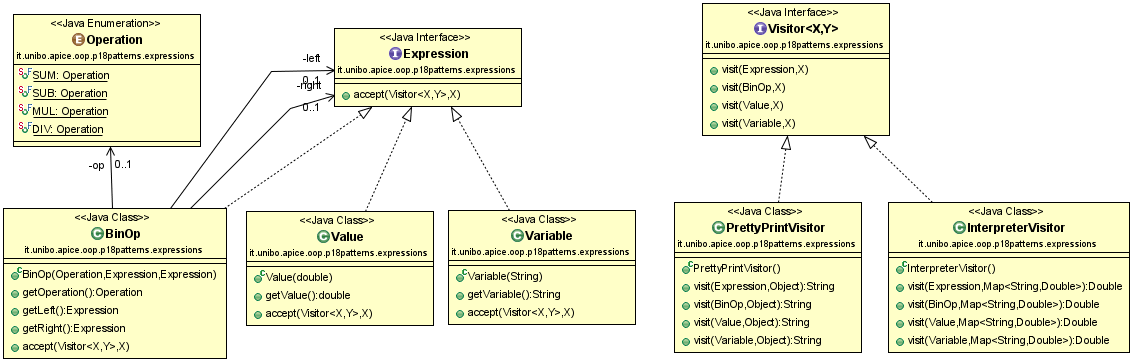 <<Java Enumeration>>
Operation
it.unibo.apice.oop.p18patterns.expressions
SUM: Operation
SUB: Operation
MUL: Operation
DIV: Operation
<<Java Interface>>
Expression
it.unibo.apice.oop.p18patterns.expressions
accept(Visitor<X,Y>,X)
<<Java Interface>>
Visitor<X,Y>
it.unibo.apice.oop.p18patterns.expressions
visit(Expression,X)
visit(BinOp,X)
visit(Value,X)
visit(Variable,X)
-left
0..1
-right
0..1
-op
0..1
<<Java Class>>
BinOp
it.unibo.apice.oop.p18patterns.expressions
BinOp(Operation,Expression,Expression)
getOperation():Operation
getLeft():Expression
getRight():Expression
accept(Visitor<X,Y>,X)
<<Java Class>>
Value
it.unibo.apice.oop.p18patterns.expressions
Value(double)
getValue():double
accept(Visitor<X,Y>,X)
<<Java Class>>
Variable
it.unibo.apice.oop.p18patterns.expressions
Variable(String)
getVariable():String
accept(Visitor<X,Y>,X)
<<Java Class>>
PrettyPrintVisitor
it.unibo.apice.oop.p18patterns.expressions
PrettyPrintVisitor()
visit(Expression,Object):String
visit(BinOp,Object):String
visit(Value,Object):String
visit(Variable,Object):String
<<Java Class>>
InterpreterVisitor
it.unibo.apice.oop.p18patterns.expressions
InterpreterVisitor()
visit(Expression,Map<String,Double>):Double
visit(BinOp,Map<String,Double>):Double
visit(Value,Map<String,Double>):Double
visit(Variable,Map<String,Double>):Double